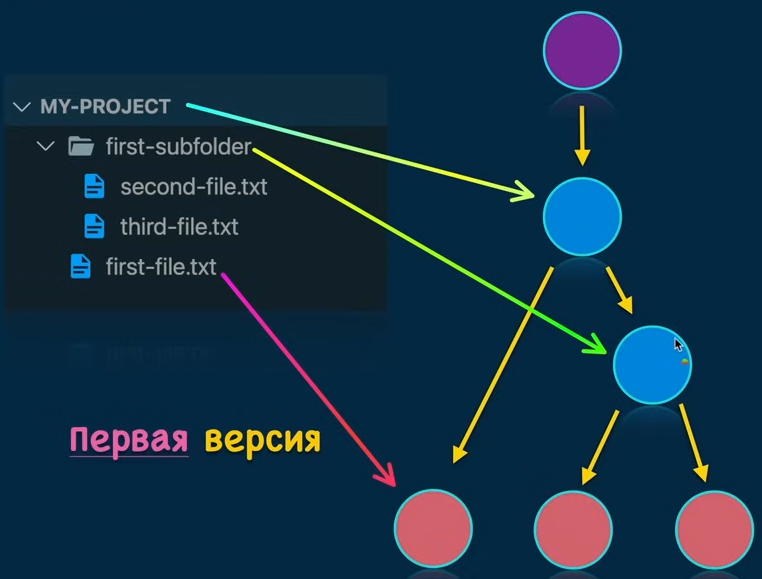 MY-PROJECT
first-subfolder
second-file.txt
third-file.txt
first-file.txt
Первая версия